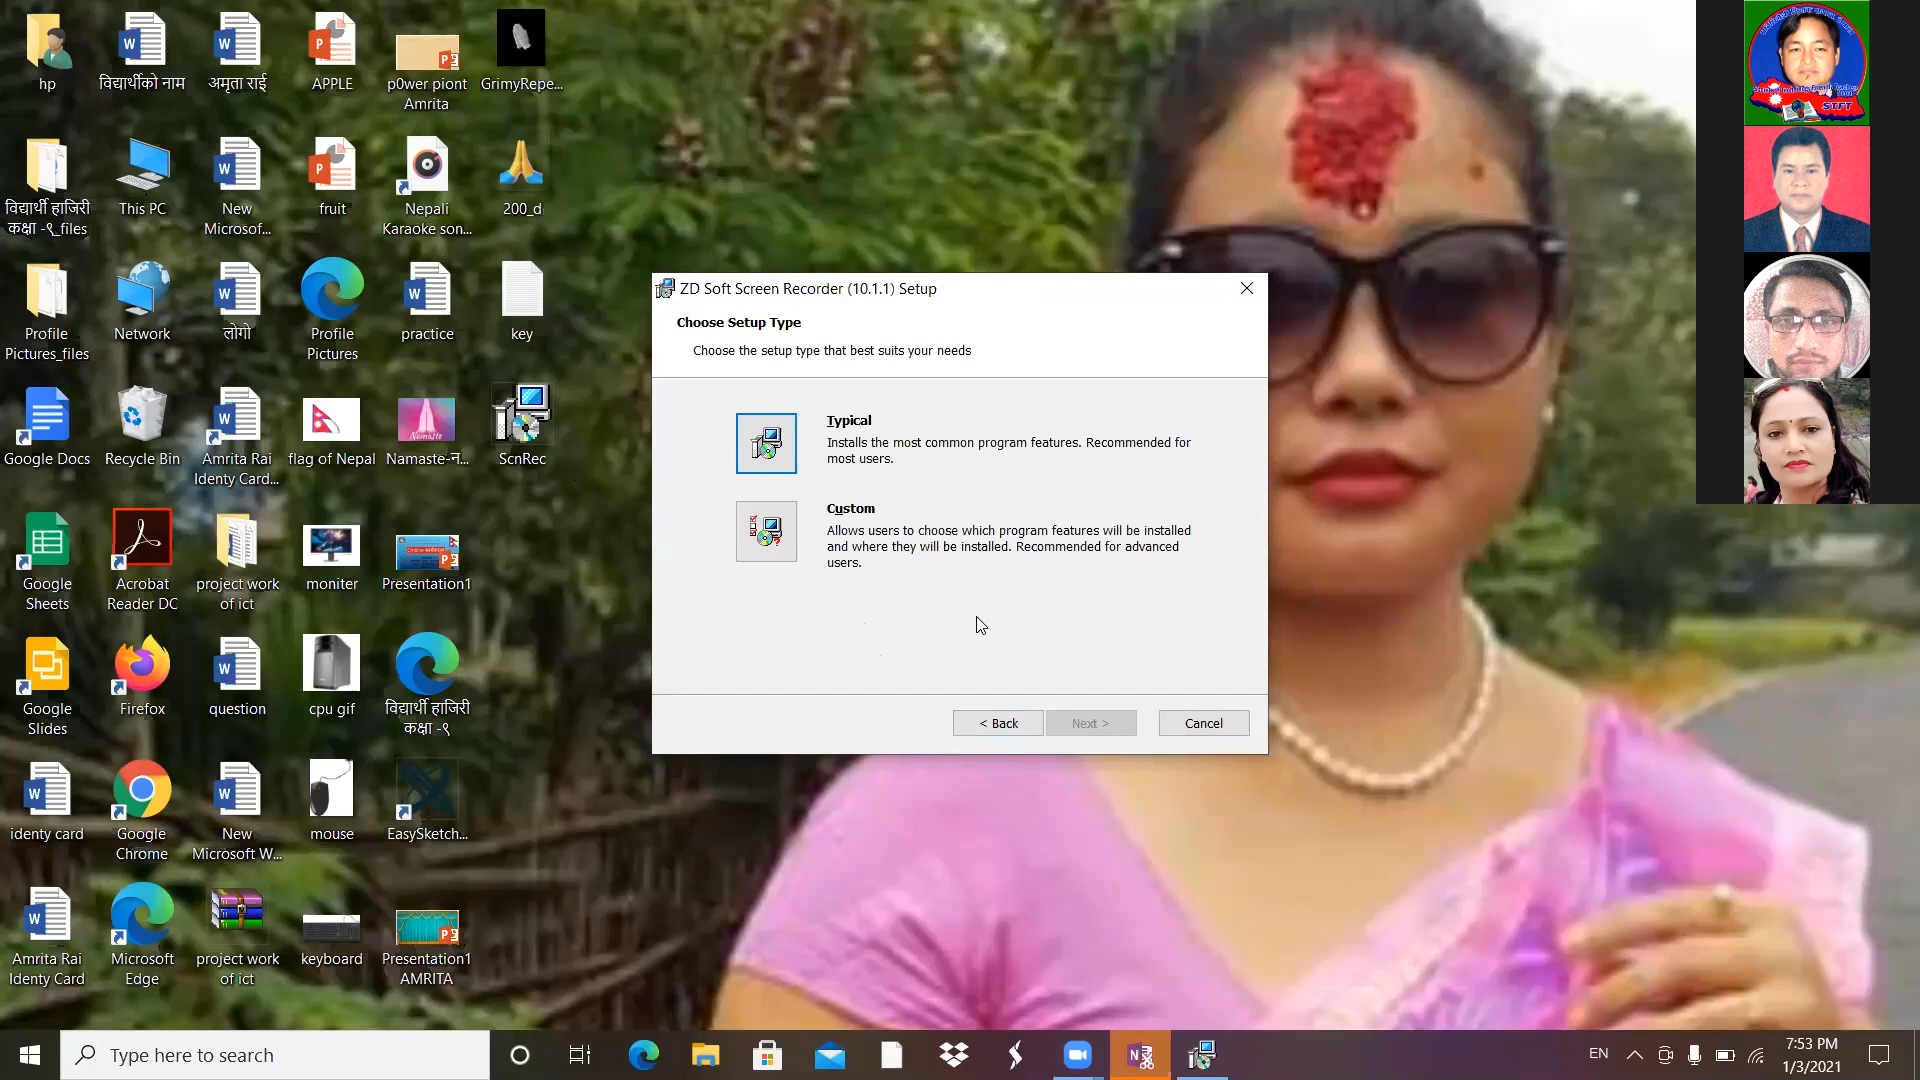 hp
विद्यार्थीको नाम
अमृता राई
APPLE
p0wer piont
Amrita
GrimyRepe...
विद्यार्थी हाजिरी
कक्षा -९_files
This PC
New
Microsof...
fruit
Nepali
Karaoke son...
200_d
Profile
Pictures_files
Network
लोगो
Profile
Pictures
practice
key
Google Docs
Recycle Bin
Amrita Rai
Identy Card...
flag of Nepal
Namaste-न...
ScnRec
Google
Sheets
Acrobat
Reader DC
project work
of ict
moniter
Presentation1
Google
Slides
Firefox
question
cpu gif
विद्यार्थी हाजिरी
कक्षा -९
identy card
Google
Chrome
New
Microsoft W...
mouse
EasySketch...
Amrita Rai
Identy Card
Microsoft
Edge
project work
of ict
keyboard
Presentation1
AMRITA
ZD Soft Screen Recorder (10.1.1) Setup
Choose Setup Type
Choose the setup type that best suits your needs
Typical
Installs the most common program features. Recommended for
most users.
Custom
Allows users to choose which program features will be installed
and where they will be installed. Recommended for advanced
users.
< Back
Next >
Cancel
STFT
Type here to search
EN
7:53 PM
1/3/2021